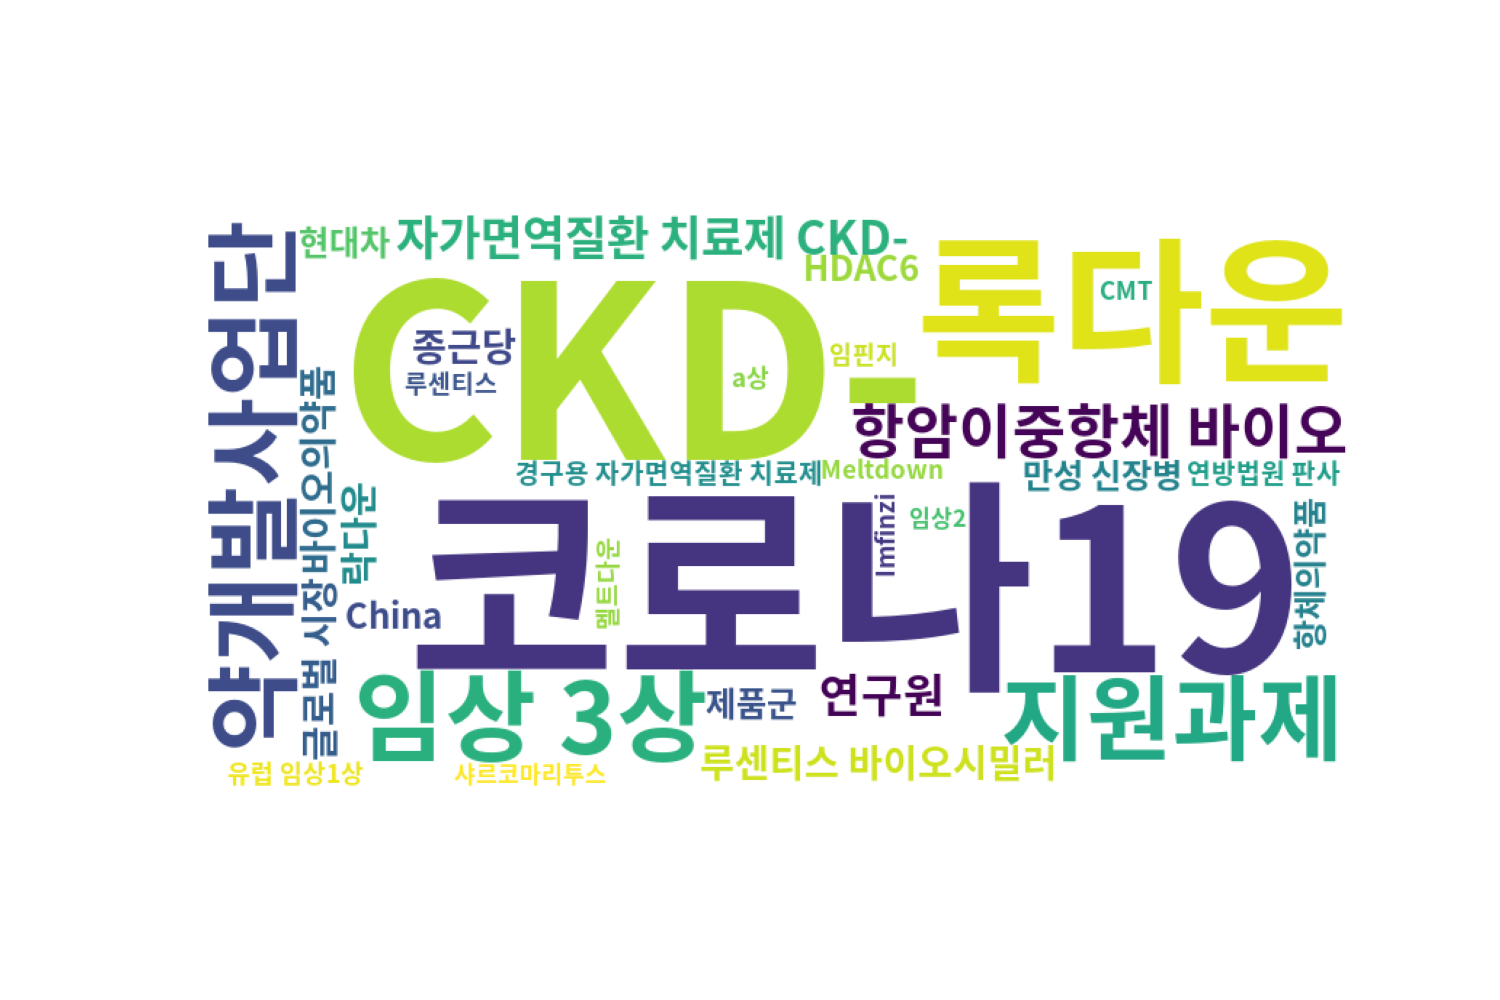 현대차
자가면역질환 치료제 CKD-
HDAC6
록다운
CMT
CKD-
종근당
루센티스
a상
임핀지
약개발사업단
글로벌 시장
바이오의약품
락다운
항암이중항체 바이오
경구용 자가면역질환 치료제
Meltdown
만성 신장병
연방법원 판사
코로나19
멜트다운
Imfinzi
임상2
항체의약품
China
임상 3상
제품군
연구원
지원과제
루센티스 바이오시밀러
유럽 임상1상
샤르코마리투스